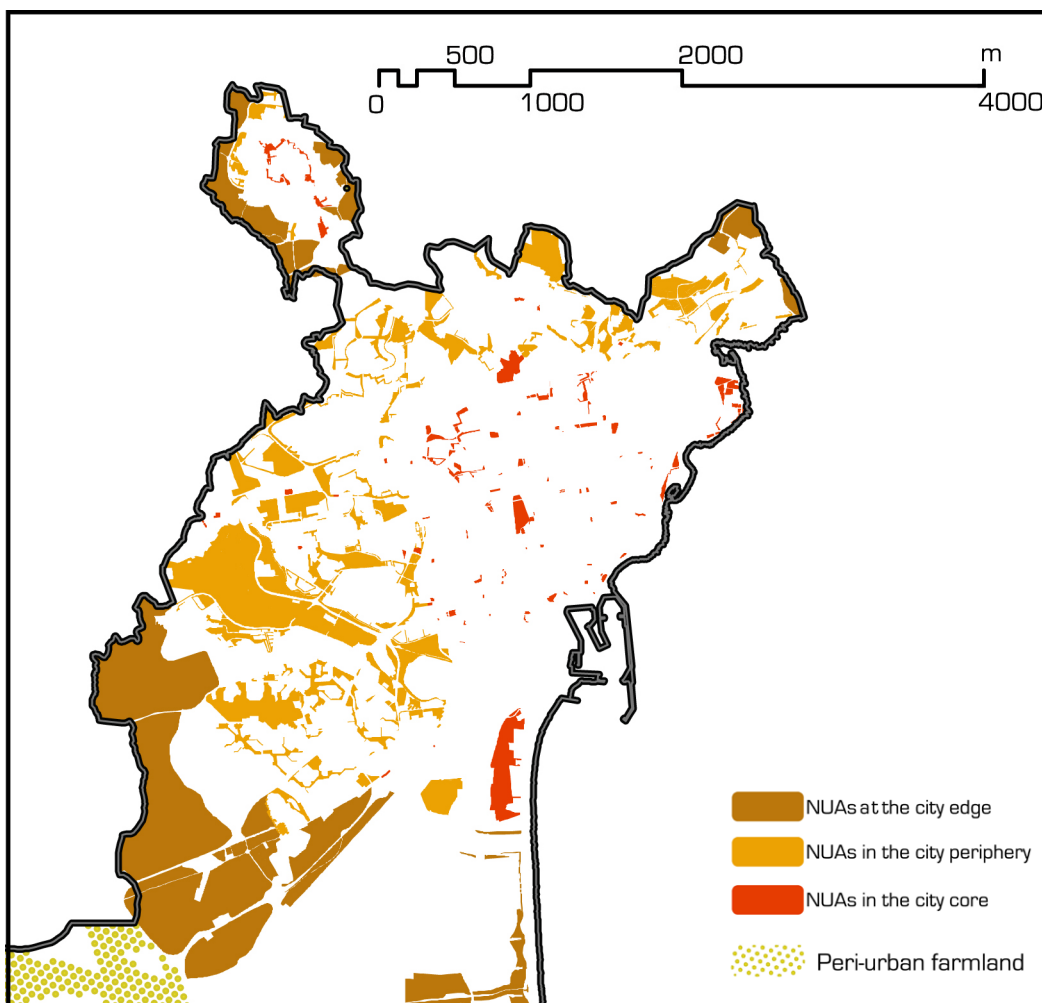 500 2000 m
0 1000 4000
NUAs at the city edge
NUAs in the city periphery
NUAs in the city core
Peri-urban farmland